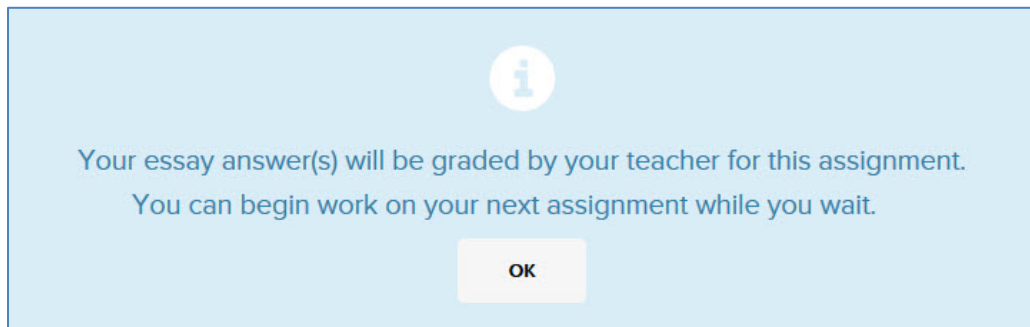 Your essay answer(s) will be graded by your teacher for this assignment.
You can begin work on your next assignment while you wait.
OK